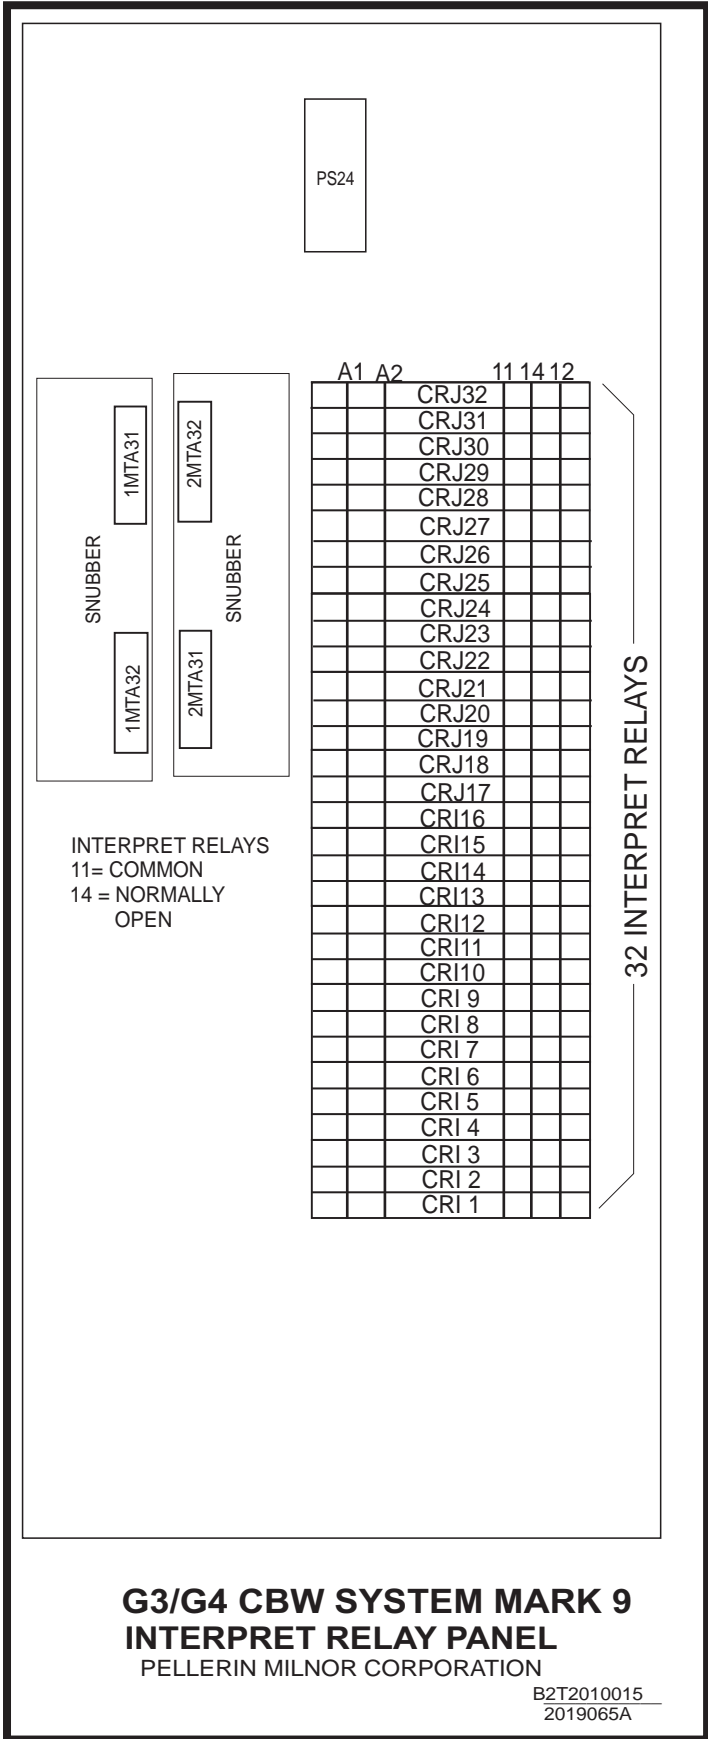 PS24
A1 A2 11 14 12
1MTA31
1MTA32
SNUBBER
2MTA32
2MTA31
SNUBBER
CRJ32
CRJ31
CRJ30
CRJ29
CRJ28
CRJ27
CRJ26
CRJ25
CRJ24
CRJ23
CRJ22
CRJ21
CRJ20
CRJ19
CRJ18
CRJ17
CRI16
CRI15
CRI14
CRI13
CRI12
CRI11
CRI10
CRI 9
CRI 8
CRI 7
CRI 6
CRI 5
CRI 4
CRI 3
CRI 2
CRI 1
32 INTERPRET RELAYS
INTERPRET RELAYS
11= COMMON
14 = NORMALLY
OPEN
G3/G4 CBW SYSTEM MARK 9
INTERPRET RELAY PANEL
PELLERIN MILNOR CORPORATION
B2T2010015
2019065A